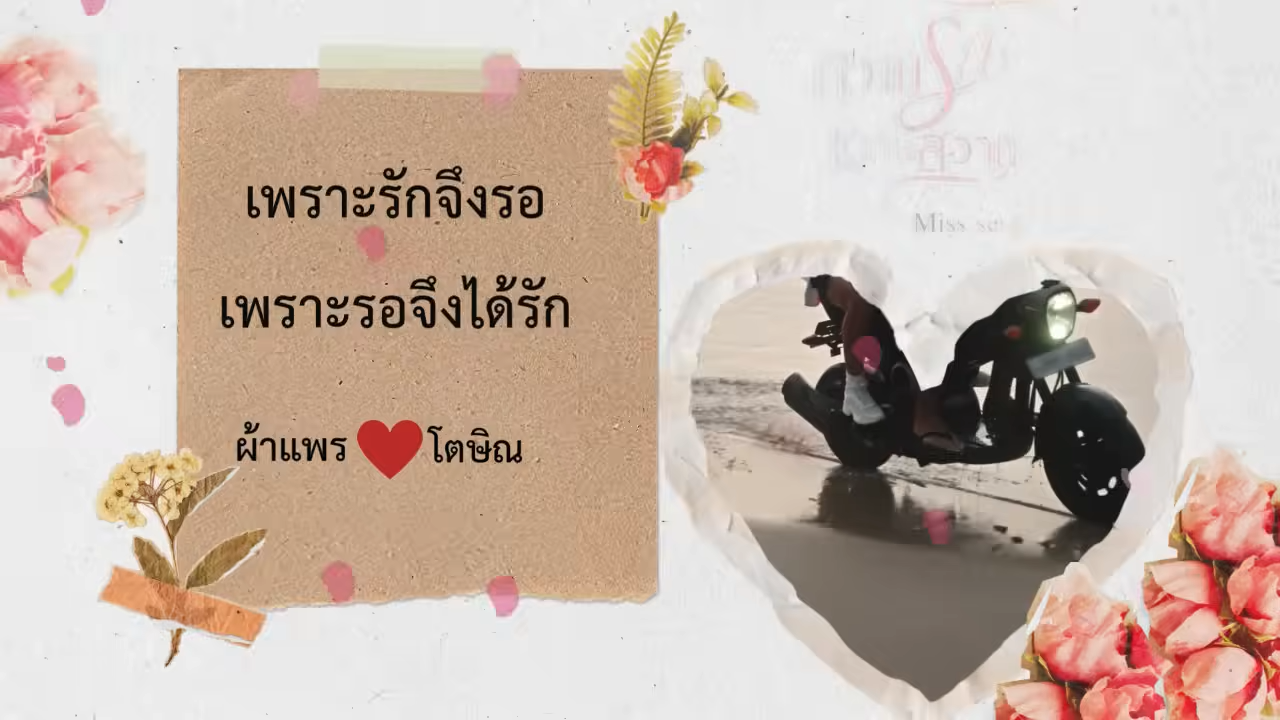 เพราะรักจึงรอ
เพราะรอจึงได้รัก
ผ้าแพร ❤ โตษิณ
Miss